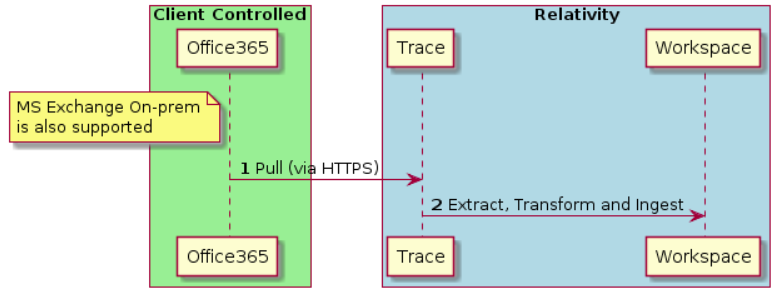 Client Controlled
Relativity
Office365
Trace
Workspace
MS Exchange On-prem
is also supported
1 Pull (via HTTPS)
2 Extract, Transform and Ingest
Office365
Trace
Workspace